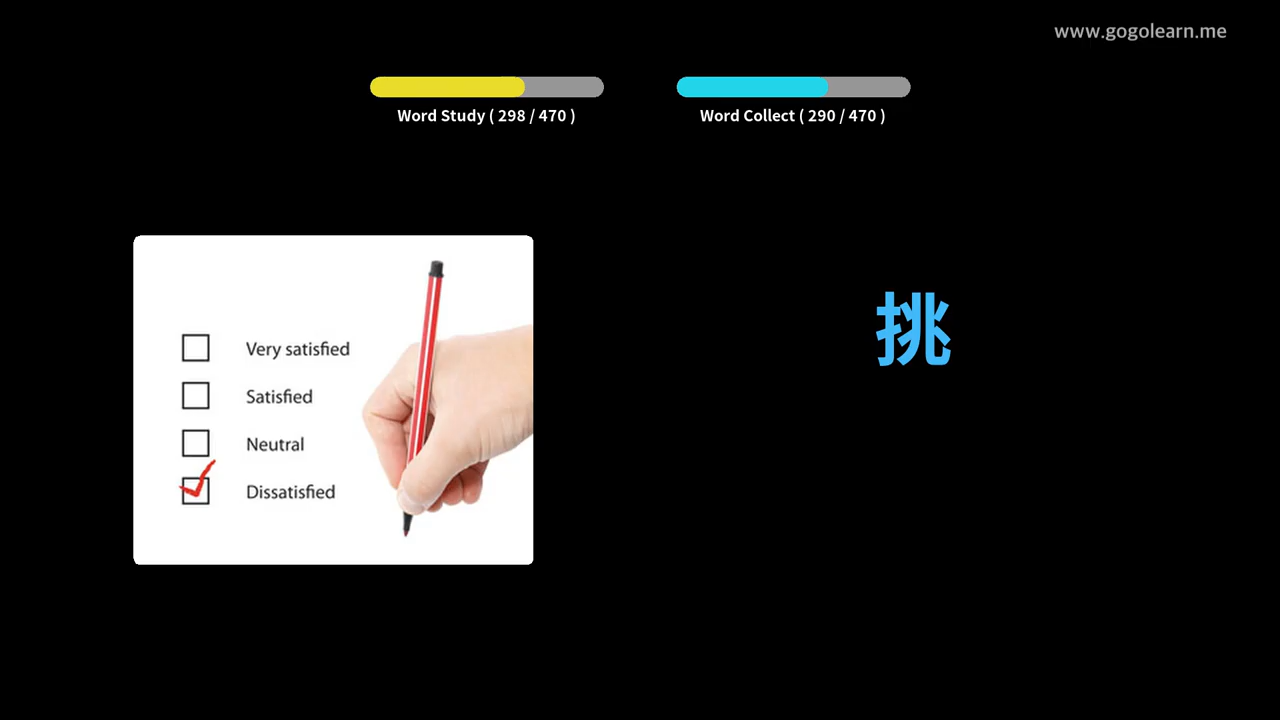 www.gogolearn.me
Word Study ( 298 / 470 )
Word Collect ( 290 / 470 )
Very satisfied
Satisfied
Neutral
Dissatisfied
挑